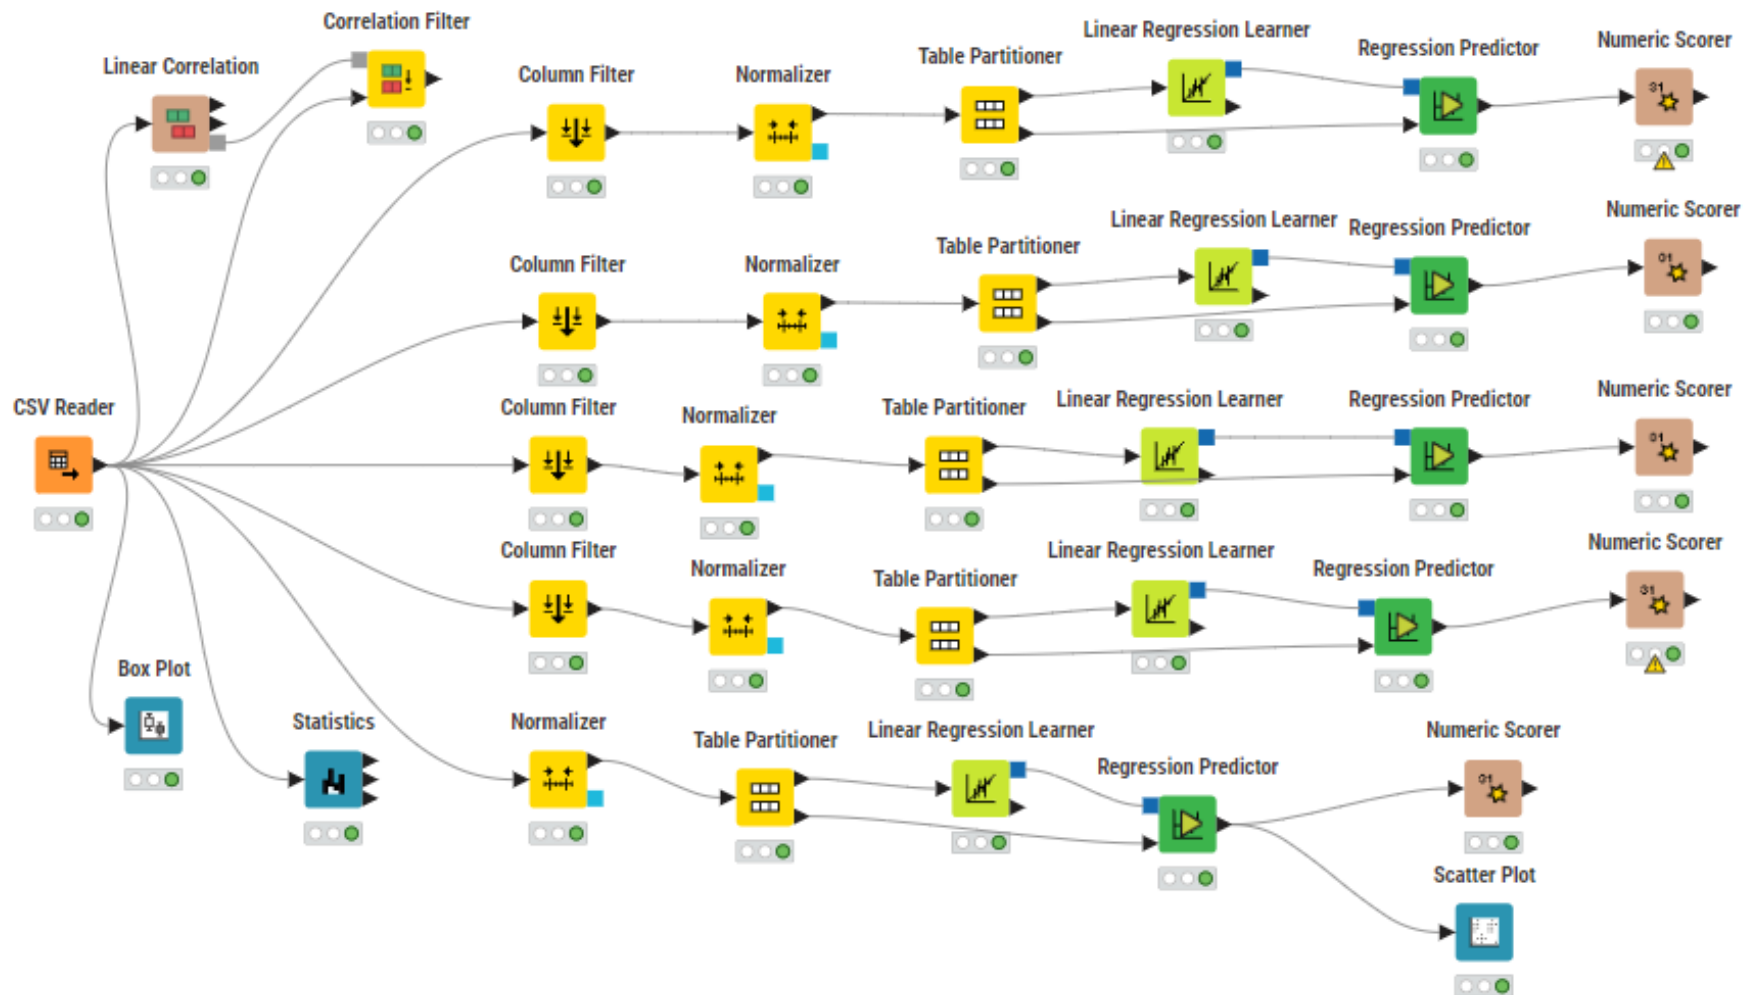 Correlation Filter
Linear Correlation
Column Filter
Normalizer
Table Partitioner
Linear Regression Learner
Regression Predictor
Numeric Scorer
Column Filter
Normalizer
Table Partitioner
Linear Regression Learner
Regression Predictor
Numeric Scorer
CSV Reader
Column Filter
Normalizer
Table Partitioner
Linear Regression Learner
Regression Predictor
Numeric Scorer
Column Filter
Normalizer
Table Partitioner
Linear Regression Learner
Regression Predictor
Numeric Scorer
Box Plot
Statistics
Normalizer
Table Partitioner
Linear Regression Learner
Regression Predictor
Numeric Scorer
Scatter Plot